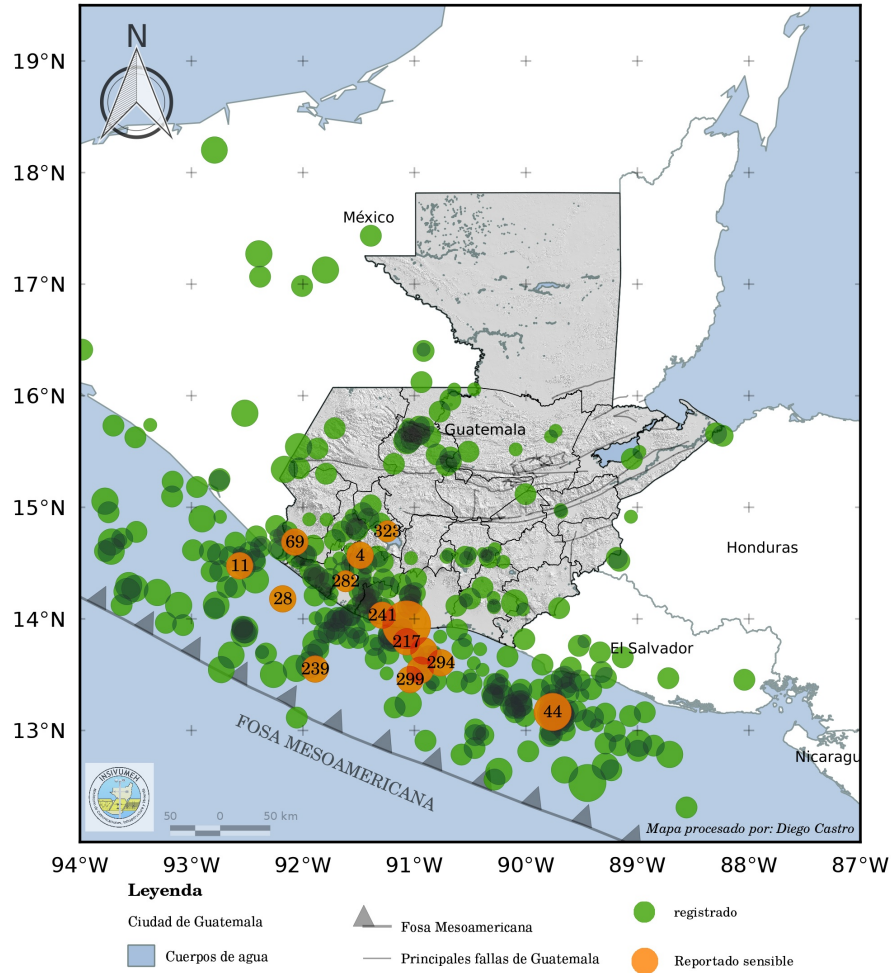 N
19°N
18°N
México
17°N
16°N
Guatemala
15°N
323
69
4
11
Honduras
282
28
14°N
241
217
El Salvador
294
239
299
44
13°N
FOSA MESOAMERICANA
Nicaragu
INSIVUMEH
50 0 50 km
Mapa procesado por: Diego Castro
94°W 93°W 92°W 91°W 90°W 89°W 88°W 87°W
Leyenda
Ciudad de Guatemala
Fosa Mesoamericana
registrado
Cuerpos de agua
Principales fallas de Guatemala
Reportado sensible